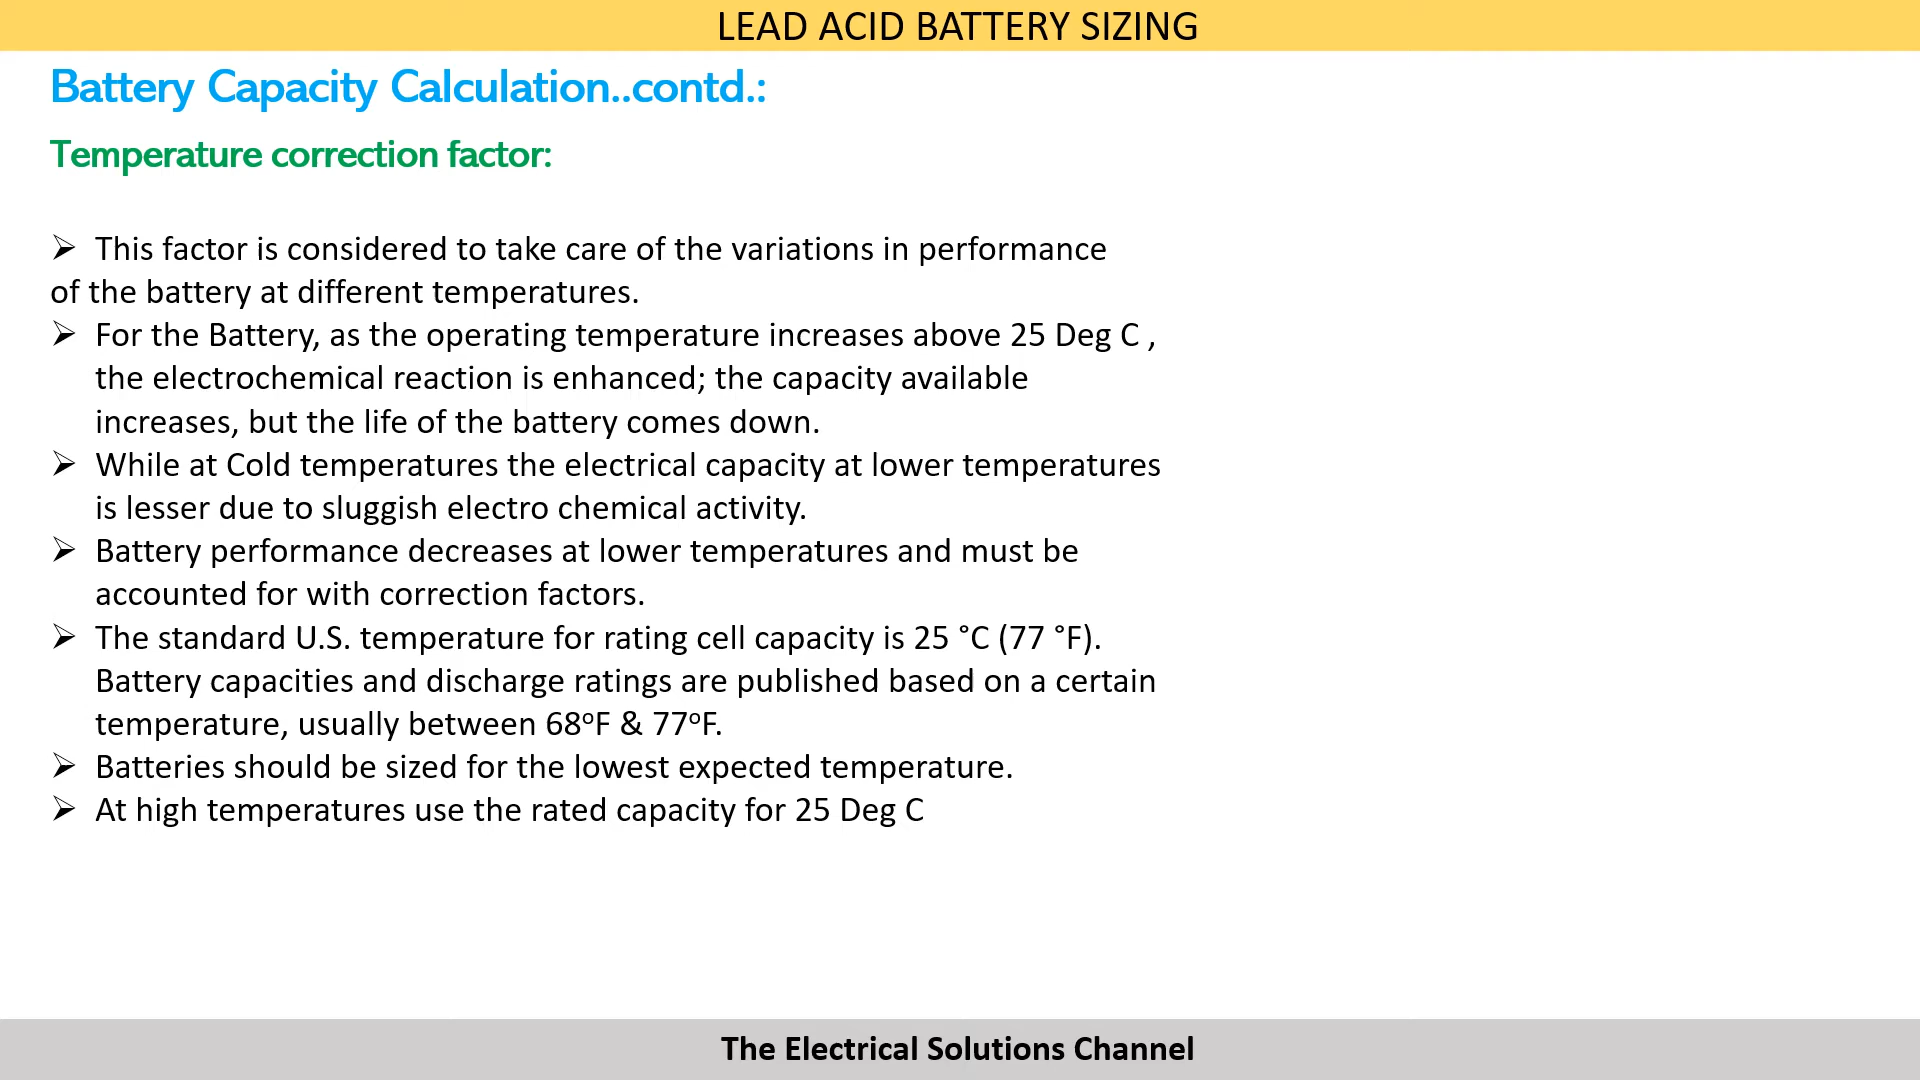 LEAD ACID BATTERY SIZING
Battery Capacity Calculation..contd.:
Temperature correction factor:
➢ This factor is considered to take care of the variations in performance
of the battery at different temperatures.
➢ For the Battery, as the operating temperature increases above 25 Deg C ,
the electrochemical reaction is enhanced; the capacity available
increases, but the life of the battery comes down.
➢ While at Cold temperatures the electrical capacity at lower temperatures
is lesser due to sluggish electro chemical activity.
➢ Battery performance decreases at lower temperatures and must be
accounted for with correction factors.
➢ The standard U.S. temperature for rating cell capacity is 25 °C (77 °F).
Battery capacities and discharge ratings are published based on a certain
temperature, usually between 68ºF & 77ºF.
➢ Batteries should be sized for the lowest expected temperature.
➢ At high temperatures use the rated capacity for 25 Deg C
The Electrical Solutions Channel